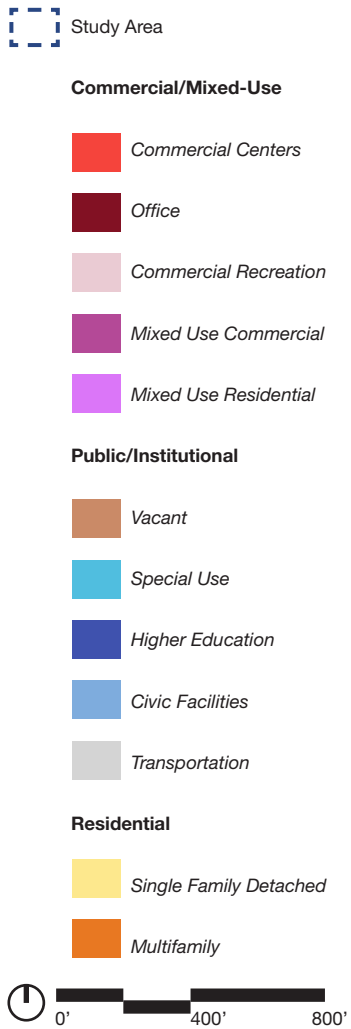 Study Area
Commercial/Mixed-Use
Commercial Centers
Office
Commercial Recreation
Mixed Use Commercial
Mixed Use Residential
Public/Institutional
Vacant
Special Use
Higher Education
Civic Facilities
Transportation
Residential
Single Family Detached
Multifamily
0’ 400’ 800’